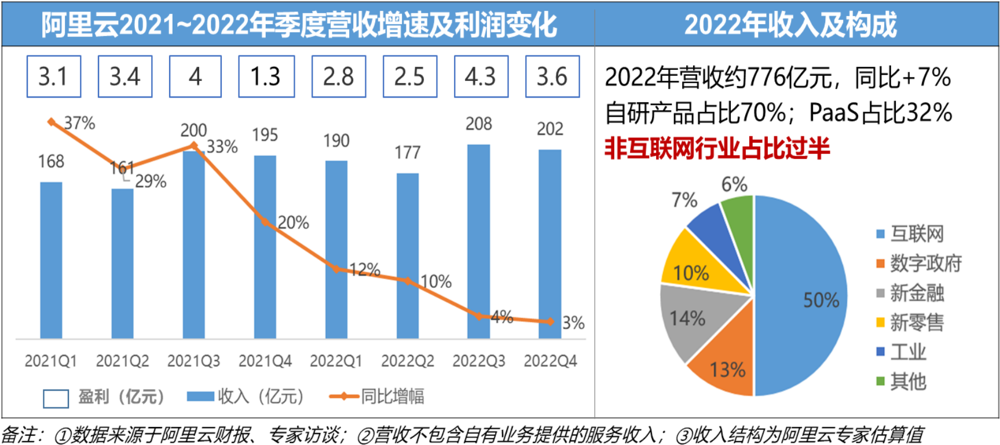 阿里云2021~2022年季度营收增速及利润变化
3.1 3.4 4 1.3 2.8 2.5 4.3 3.6
37%
29%
33%
20%
12%
10%
4%
3%
168 161 200 195 190 177 208 202
2021Q1 2021Q2 2021Q3 2021Q4 2022Q1 2022Q2 2022Q3 2022Q4
盈利（亿元） 收入（亿元） 同比增幅
2022年收入及构成
2022年营收约776亿元，同比+7%
自研产品占比70%；PaaS占比32%
非互联网行业占比过半
6%
7%
10%
14%
13%
50%
互联网
数字政府
新金融
新零售
工业
其他
备注：①数据来源于阿里云财报、专家访谈；②营收不包含自有业务提供的服务收入；③收入结构为阿里云专家估算值